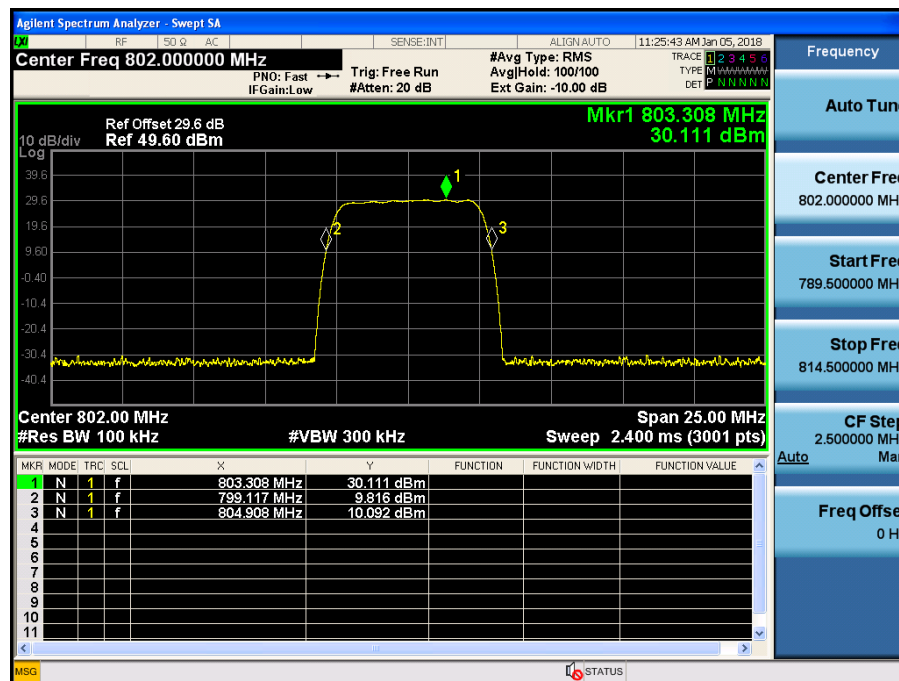 Agilent Spectrum Analyzer - Swept SA
LXI RF 50 Ω AC SENSE:INT ALIGN AUTO 11:25:43 AM Jan 05, 2018
Center Freq 802.000000 MHz
PNO: Fast
IFGain:Low
Trig: Free Run
#Atten: 20 dB
#Avg Type: RMS
Avg|Hold: 100/100
Ext Gain: -10.00 dB
TRACE 1 2 3 4 5 6
TYPE M W W W W W
DET P N N N N N
Mkr1 803.308 MHz
30.111 dBm
Ref Offset 29.6 dB
10 dB/div Ref 49.60 dBm
Log
39.6
29.6
19.6
9.60
-0.40
-10.4
-20.4
-30.4
-40.4
1
2
3
Center 802.00 MHz Span 25.00 MHz
#Res BW 100 kHz #VBW 300 kHz Sweep 2.400 ms (3001 pts)
MKR MODE TRC SCL X Y FUNCTION FUNCTION WIDTH FUNCTION VALUE
1 N 1 f 803.308 MHz 30.111 dBm
2 N 1 f 799.117 MHz 9.816 dBm
3 N 1 f 804.908 MHz 10.092 dBm
4
5
6
7
8
9
10
11
MSG STATUS
Frequency
Auto Tun
Center Fre
802.000000 MH
Start Fre
789.500000 MH
Stop Fre
814.500000 MH
CF Step
2.500000 MH
Auto Ma
Freq Offse
0 H